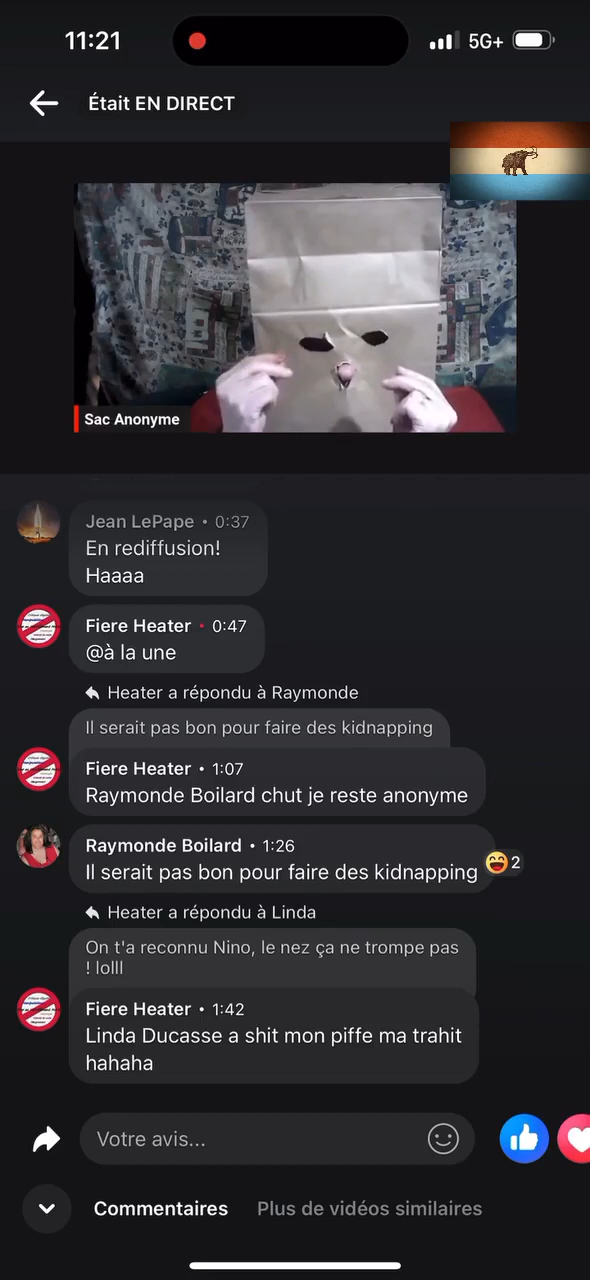 11:21
5G+
Était EN DIRECT
Sac Anonyme
Jean LePape • 0:37
En rediffusion!
Haaaa
Fiere Heater • 0:47
@à la une
Heater a répondu à Raymonde
Il serait pas bon pour faire des kidnapping
Fiere Heater • 1:07
Raymonde Boilard chut je reste anonyme
Raymonde Boilard • 1:26
Il serait pas bon pour faire des kidnapping
2
Heater a répondu à Linda
On t'a reconnu Nino, le nez ça ne trompe pas
! lolll
Fiere Heater • 1:42
Linda Ducasse a shit mon piffe ma trahit
hahaha
Votre avis...
Commentaires
Plus de vidéos similaires